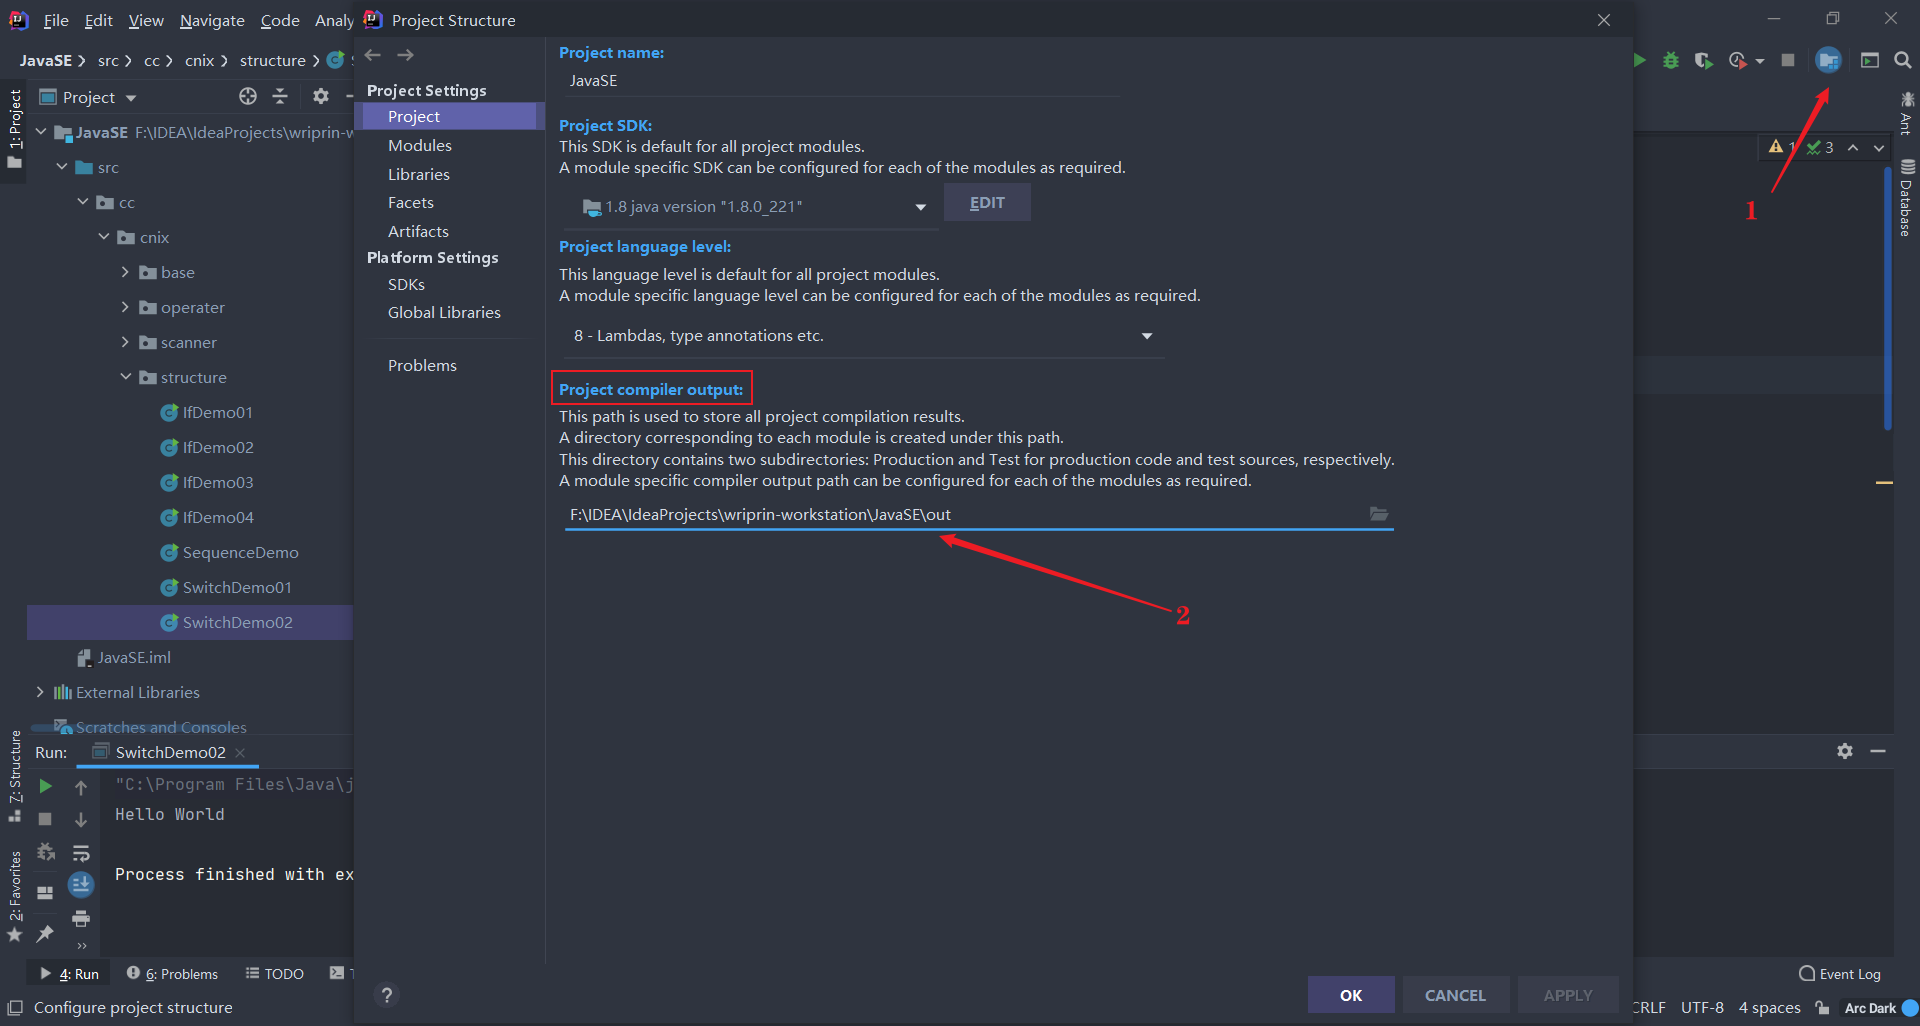 File Edit View Navigate Code Analy
Project Structure
JavaSE src cc cnix structure
Project
1: Project
JavaSE F:\IDEA\IdeaProjects\wriprin-w
src
cc
cnix
base
operater
scanner
structure
IfDemo01
IfDemo02
IfDemo03
IfDemo04
SequenceDemo
SwitchDemo01
SwitchDemo02
JavaSE.iml
External Libraries
Scratches and Consoles
Project Settings
Project
Modules
Libraries
Facets
Artifacts
Platform Settings
SDKs
Global Libraries
Problems
Project name:
JavaSE
Project SDK:
This SDK is default for all project modules.
A module specific SDK can be configured for each of the modules as required.
1.8 java version "1.8.0_221"
EDIT
Project language level:
This language level is default for all project modules.
A module specific language level can be configured for each of the modules as required.
8 - Lambdas, type annotations etc.
Project compiler output:
This path is used to store all project compilation results.
A directory corresponding to each module is created under this path.
This directory contains two subdirectories: Production and Test for production code and test sources, respectively.
A module specific compiler output path can be configured for each of the modules as required.
F:\IDEA\IdeaProjects\wriprin-workstation\JavaSE\out
1
2
1 3
Ant
Database
7: Structure
2: Favorites
Run: SwitchDemo02
"C:\Program Files\Java\j
Hello World
Process finished with ex
? OK CANCEL APPLY
4: Run 6: Problems TODO T
Event Log
Configure project structure
CRLF UTF-8 4 spaces Arc Dark